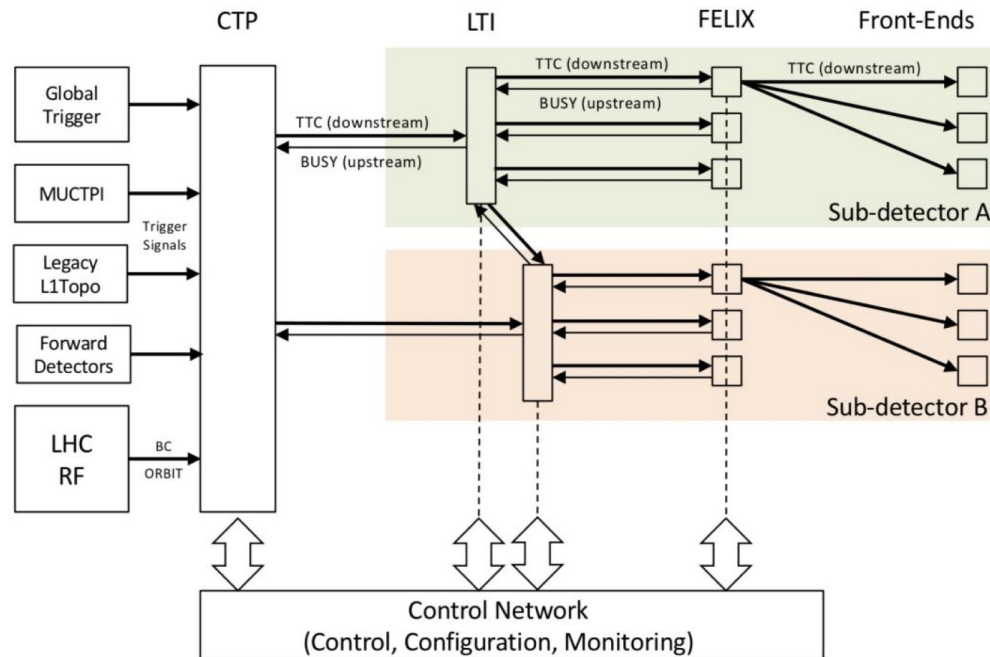 CTP
LTI
FELIX
Front-Ends
Global
Trigger
MUCTPI
Trigger
Signals
Legacy
L1Topo
Forward
Detectors
LHC
RF
BC
ORBIT
TTC (downstream)
BUSY (upstream)
TTC (downstream)
BUSY (upstream)
TTC (downstream)
Sub-detector A
Sub-detector B
Control Network
(Control, Configuration, Monitoring)